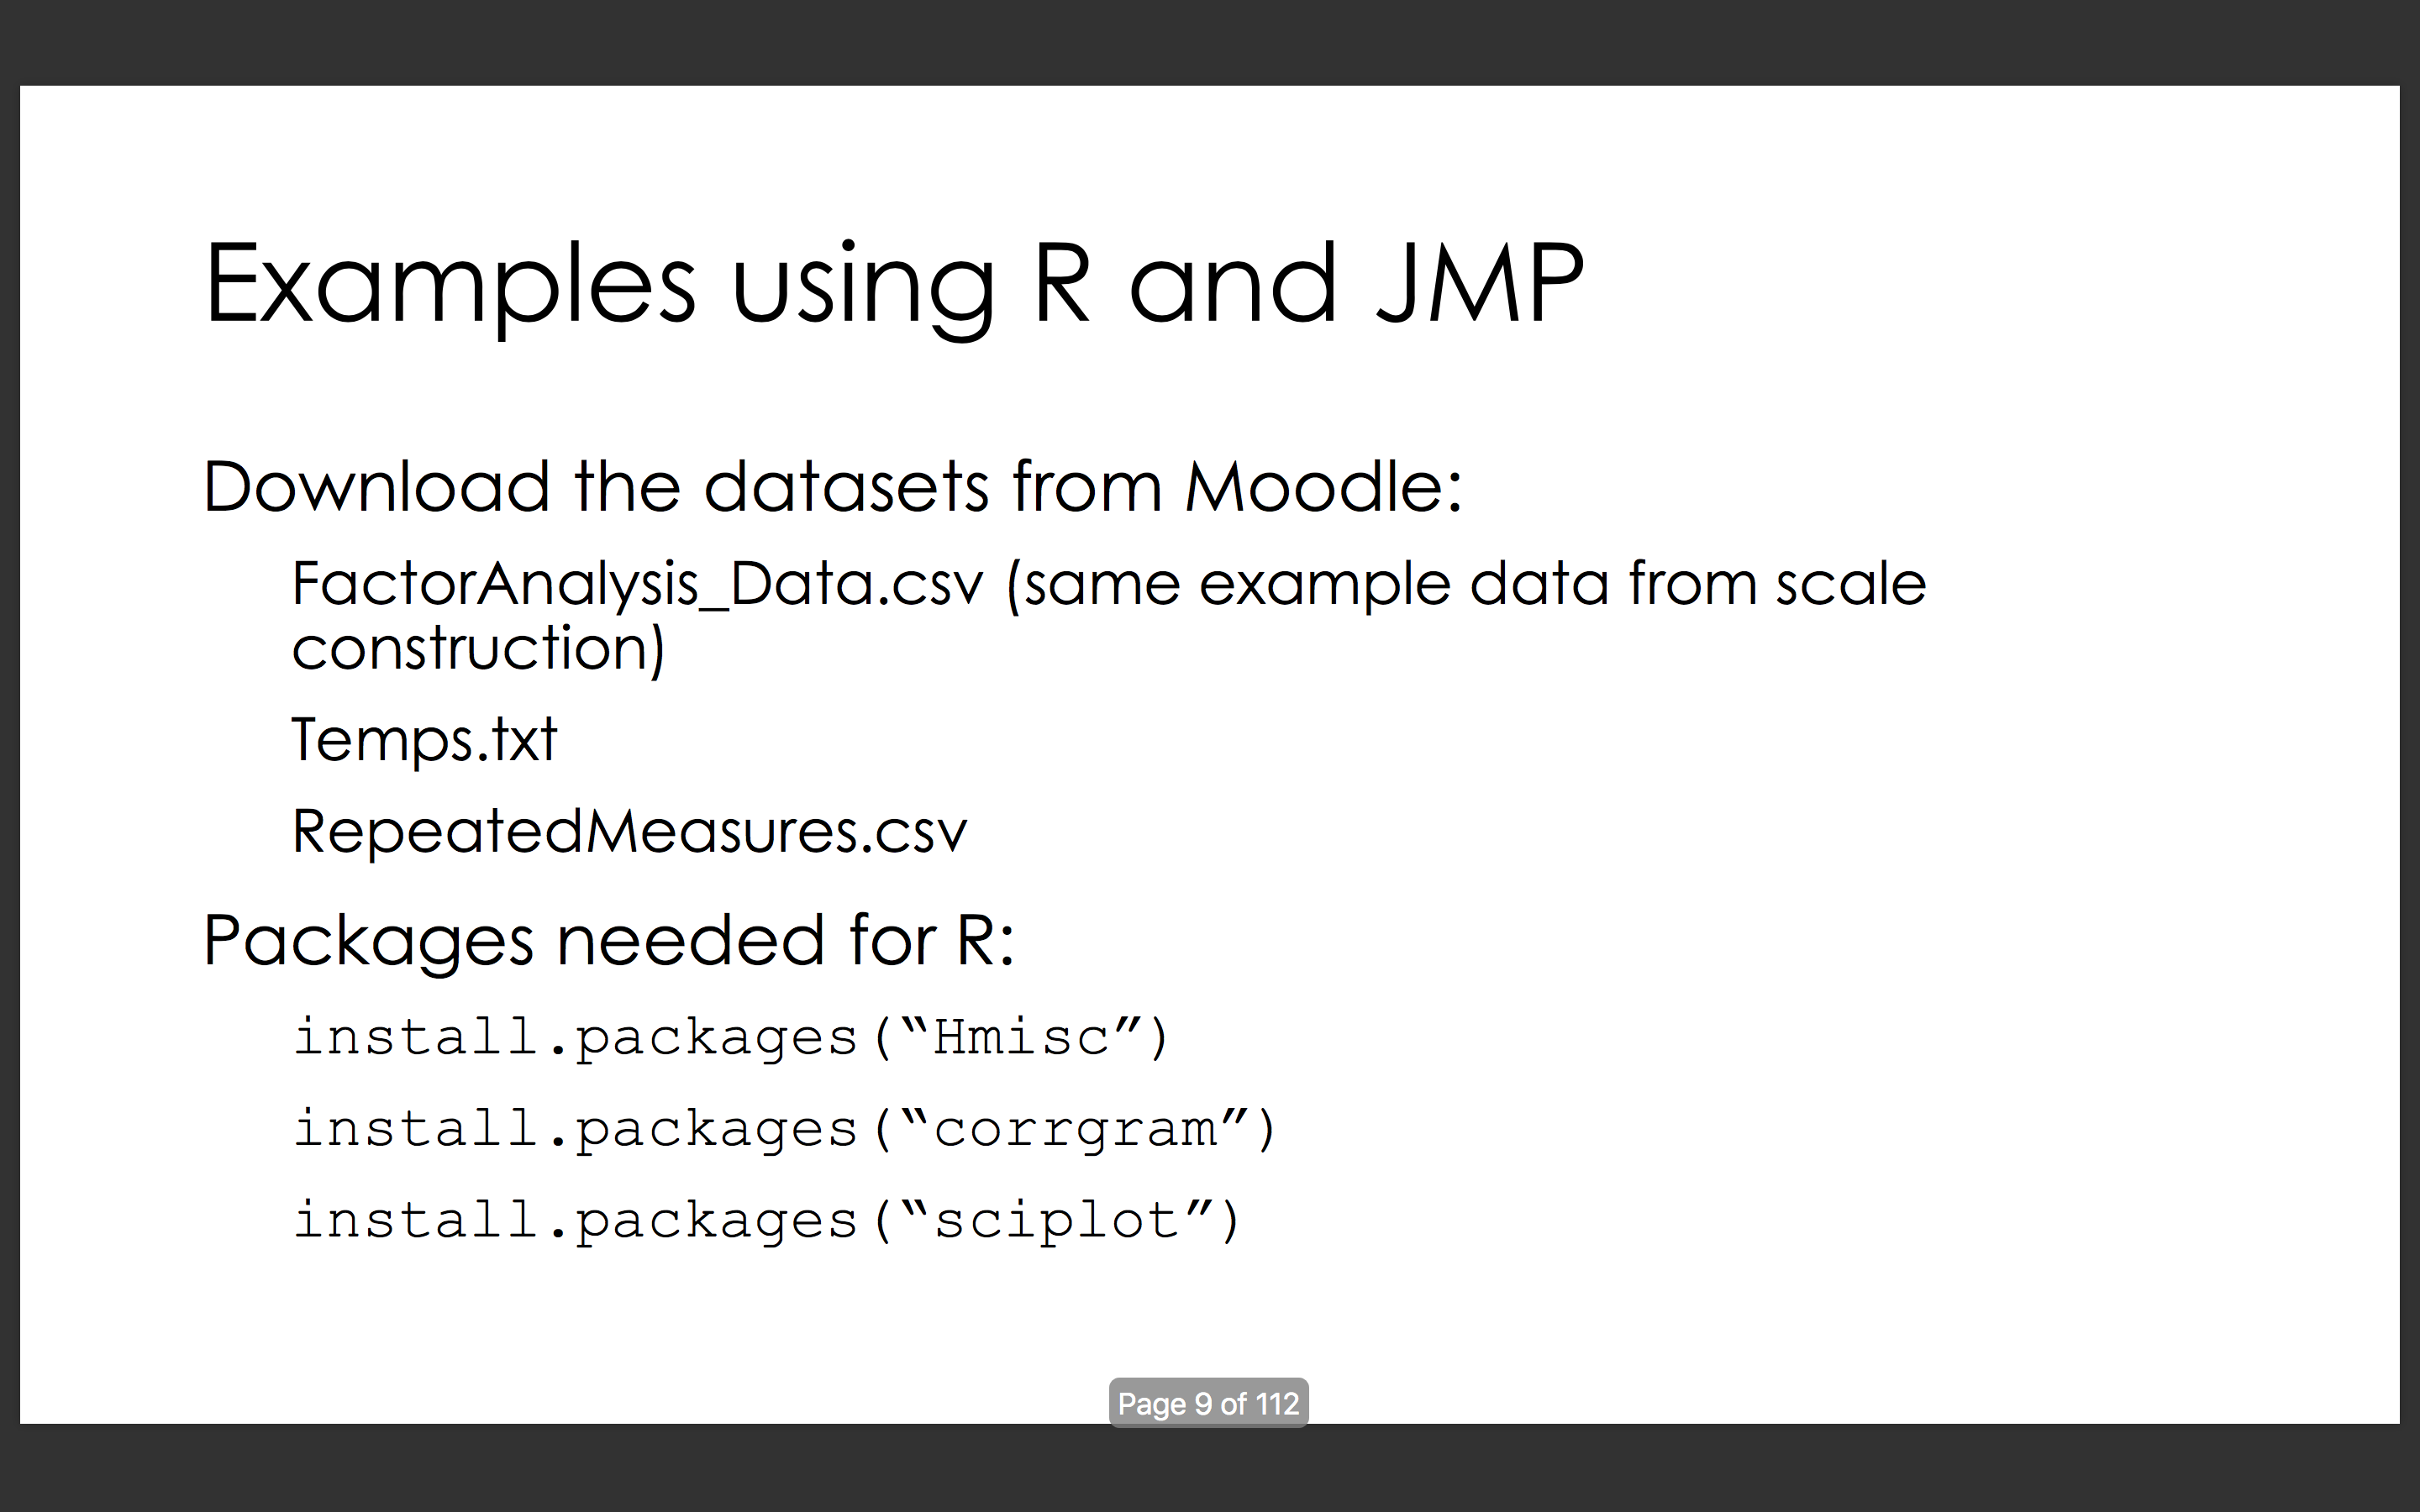 Examples using R and JMP
Download the datasets from Moodle:
FactorAnalysis_Data.csv (same example data from scale
construction)
Temps.txt
RepeatedMeasures.csv
Packages needed for R:
install.packages(“Hmisc”)
install.packages(“corrgram”)
install.packages(“sciplot”)
Page 9 of 112